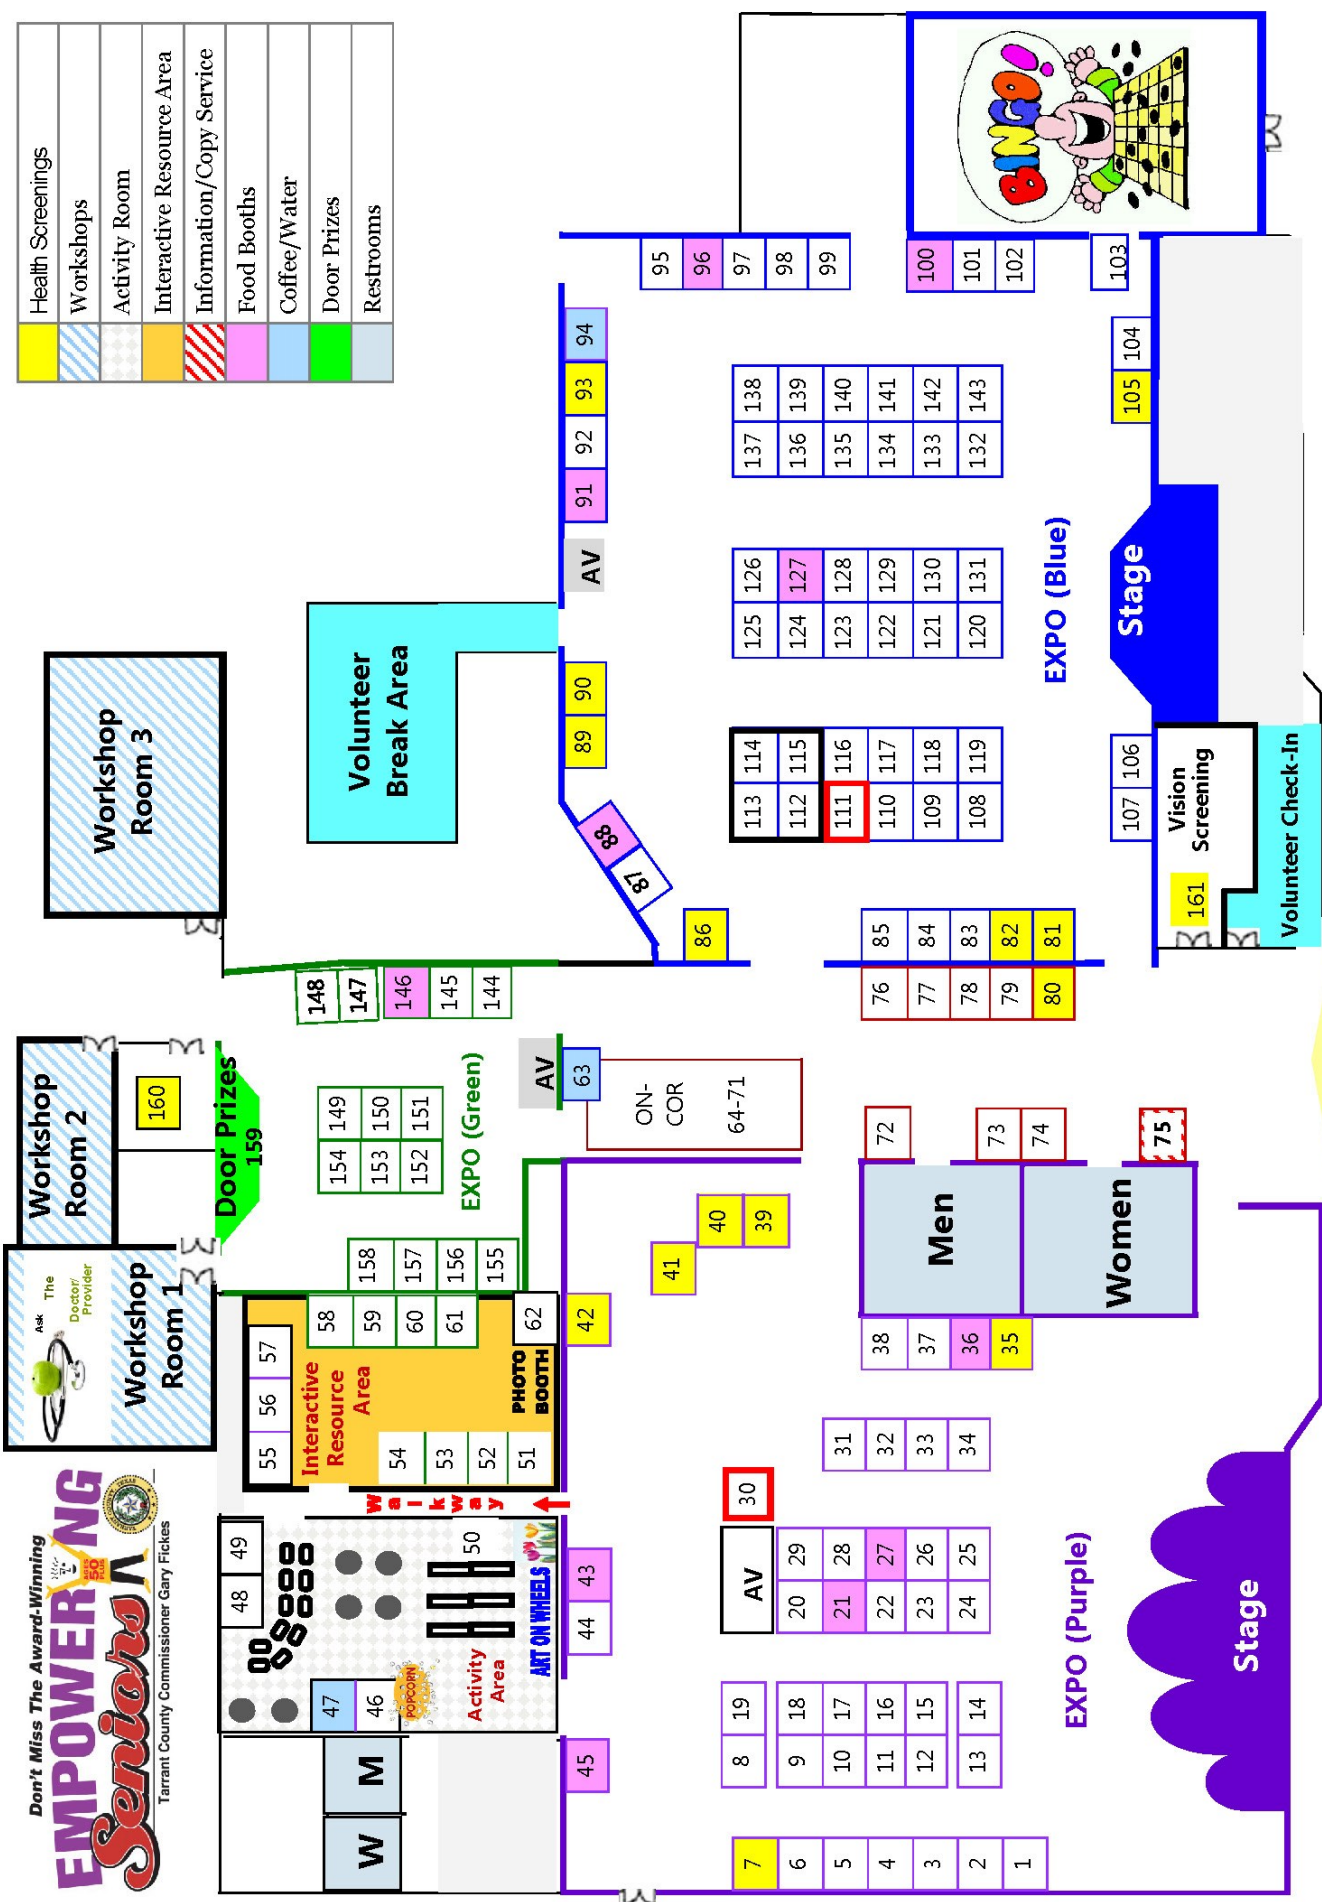 Don't Miss The Award-Winning
EMPOWERING
AGES
50
PLUS
Seniors
Tarrant County Commissioner Gary Fickes
Health Screenings
Workshops
Activity Room
Interactive Resource Area
Information/Copy Service
Food Booths
Coffee/Water
Door Prizes
Restrooms
Ask The
Doctor/
Provider
Workshop
Room 1
Workshop
Room 2
Workshop
Room 3
160
Door Prizes
159
Volunteer
Break Area
W
M
48 49
47
46
POPCORN
Activity
Area
50
ART ON WHEELS
Walkway
55 56 57
Interactive
Resource
Area
54
53
52
51
58
59
60
61
62
PHOTO
BOOTH
158
157
156
155
154 149
153 150
152 151
EXPO (Green)
148
147
146
145
144
AV
63
ON-
COR
64-71
45
44 43
42
41
40
39
7
6
5
4
3
2
1
8 19
9 18
10 17
11 16
12 15
13 14
AV
30
20 29
21 28
22 27
23 26
24 25
31
32
33
34
38
37
36
35
Men
Women
72
73
74
75
EXPO (Purple)
Stage
76 85
77 84
78 83
79 82
80 81
86
87 88
89 90
AV
91 92 93 94
95
96
97
98
99
100
101
102
103
BINGO!
113 114
112 115
111 116
110 117
109 118
108 119
125 126
124 127
123 128
122 129
121 130
120 131
137 138
136 139
135 140
134 141
133 142
132 143
EXPO (Blue)
Stage
107 106
105 104
161
Vision
Screening
Volunteer Check-In